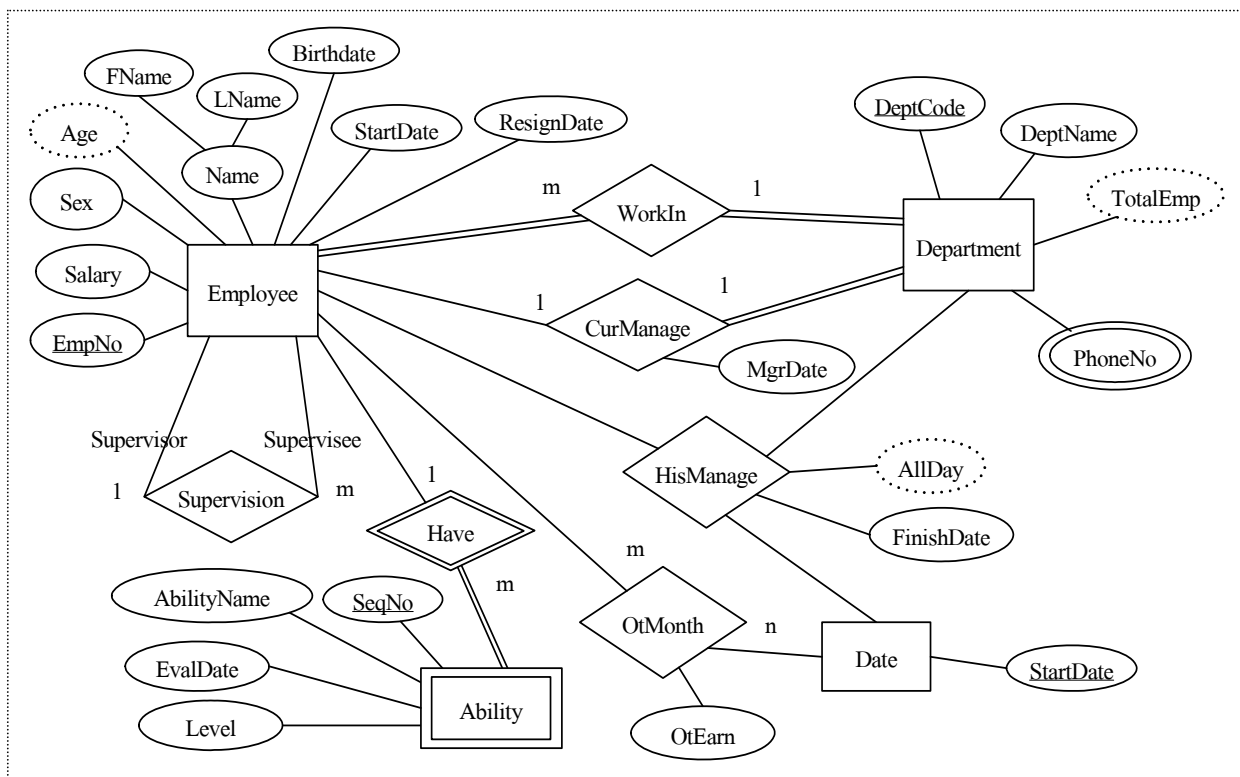 Birthdate
FName
LName
DeptCode
Age
StartDate
ResignDate
DeptName
Name
m
1
TotalEmp
Sex
WorkIn
Salary
Employee
Department
1
1
EmpNo
CurManage
PhoneNo
MgrDate
Supervisor
Supervisee
HisManage
AllDay
1
Supervision
m
1
Have
FinishDate
m
m
AbilityName
SeqNo
OtMonth
n
EvalDate
Date
StartDate
Level
Ability
OtEarn